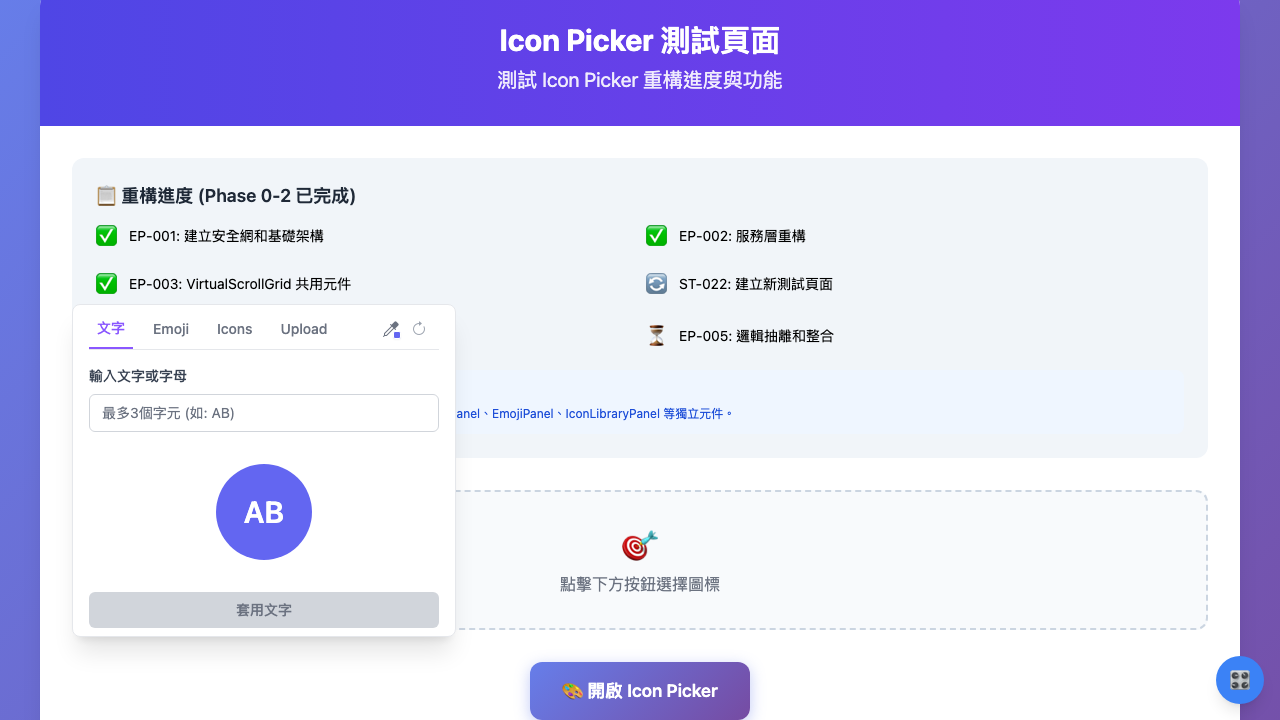 Icon Picker 測試頁面
測試 Icon Picker 重構進度與功能
📋 重構進度 (Phase 0-2 已完成)
✅ EP-001: 建立安全網和基礎架構
✅ EP-002: 服務層重構
✅ EP-003: VirtualScrollGrid 共用元件
🔄 ST-022: 建立新測試頁面
⏳ EP-005: 邏輯抽離和整合
文字 Emoji Icons Upload
輸入文字或字母
最多3個字元 (如: AB)
AB
套用文字
anel、EmojiPanel、IconLibraryPanel 等獨立元件。
🎯
點擊下方按鈕選擇圖標
🎨 開啟 Icon Picker